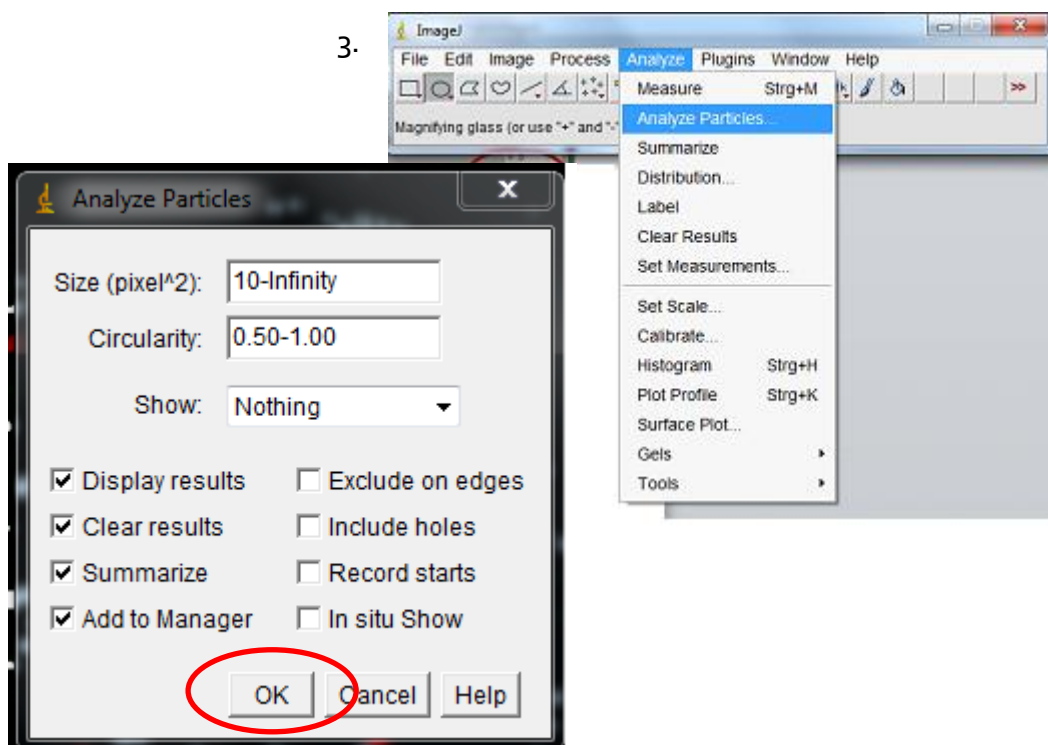 3.
ImageJ
File Edit Image Process Analyze Plugins Window Help
Magnifying glass (or use "+" and "-"
Measure Strg+M
Analyze Particles...
Summarize
Distribution...
Label
Clear Results
Set Measurements...
Set Scale...
Calibrate...
Histogram Strg+H
Plot Profile Strg+K
Surface Plot...
Gels
Tools
Analyze Particles
X
Size (pixel^2): 10-Infinity
Circularity: 0.50-1.00
Show: Nothing
Display results Exclude on edges
Clear results Include holes
Summarize Record starts
Add to Manager In situ Show
OK Cancel Help